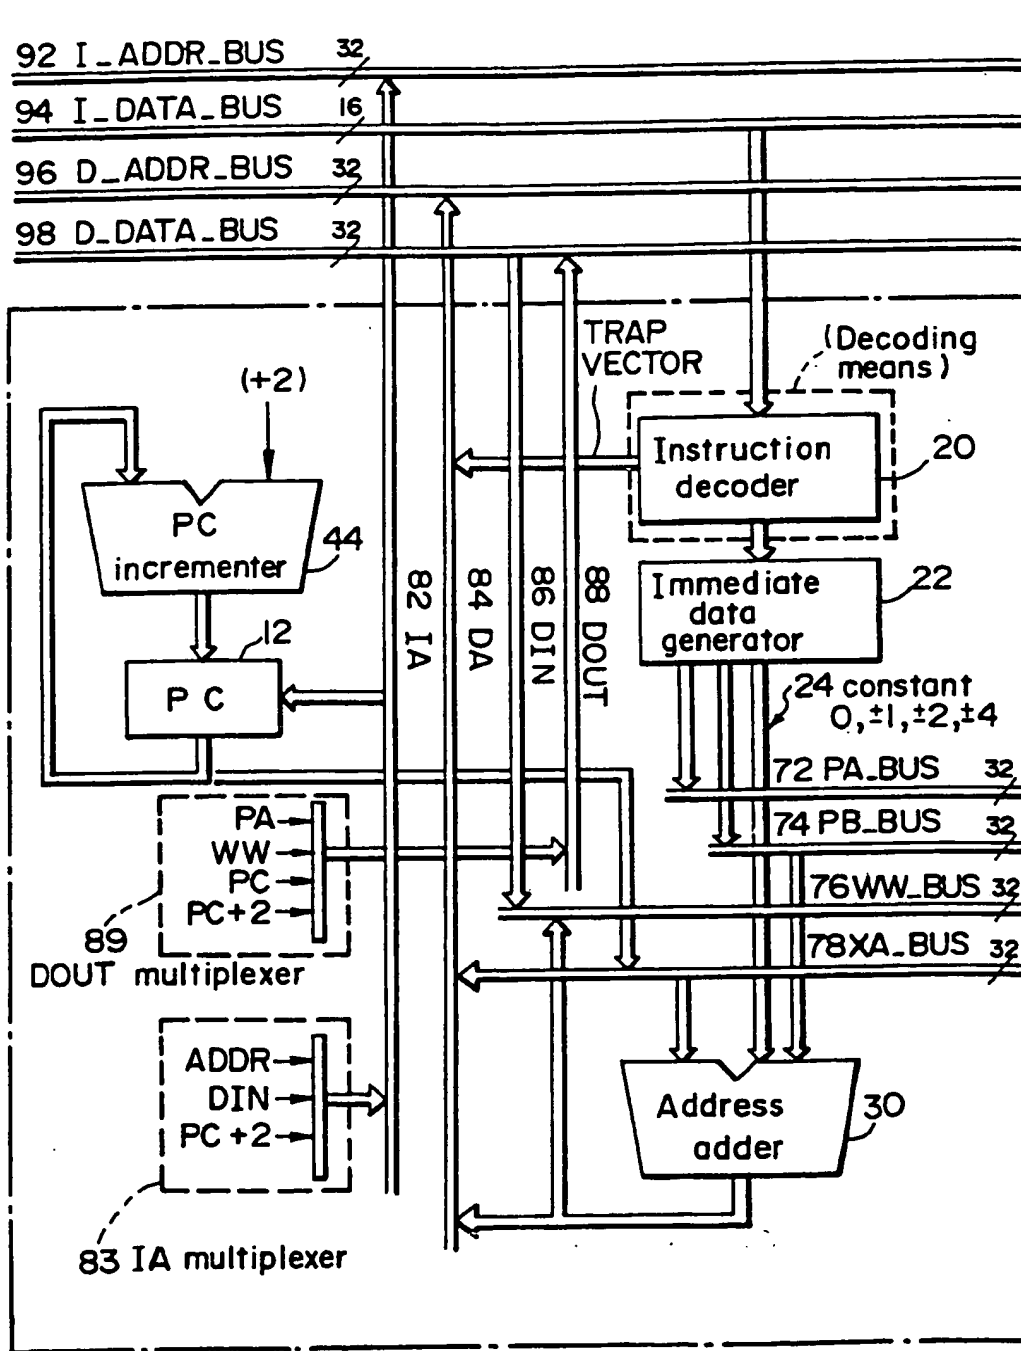 92 I_ADDR_BUS 32
94 I_DATA_BUS 16
96 D_ADDR_BUS 32
98 D_DATA_BUS 32
TRAP
VECTOR
(Decoding
means)
(+2)
Instruction
decoder
20
PC
incrementer
44
Immediate
data
generator
22
82 IA
84 DA
86 DIN
88 DOUT
12
PC
24 constant
0,±1,±2,±4
72 PA_BUS 32
74 PB_BUS 32
76 WW_BUS 32
78 XA_BUS 32
PA
WW
PC
PC+2
89
DOUT multiplexer
ADDR
DIN
PC+2
83 IA multiplexer
Address
adder
30